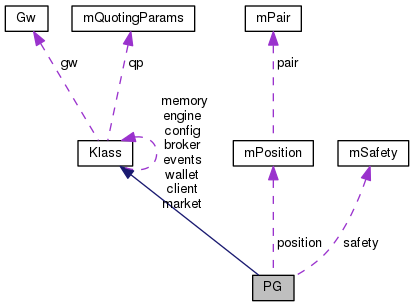 Gw
mQuotingParams
mPair
gw
qp
pair
memory
engine
config
broker
events
wallet
client
market
Klass
mPosition
mSafety
position
safety
PG